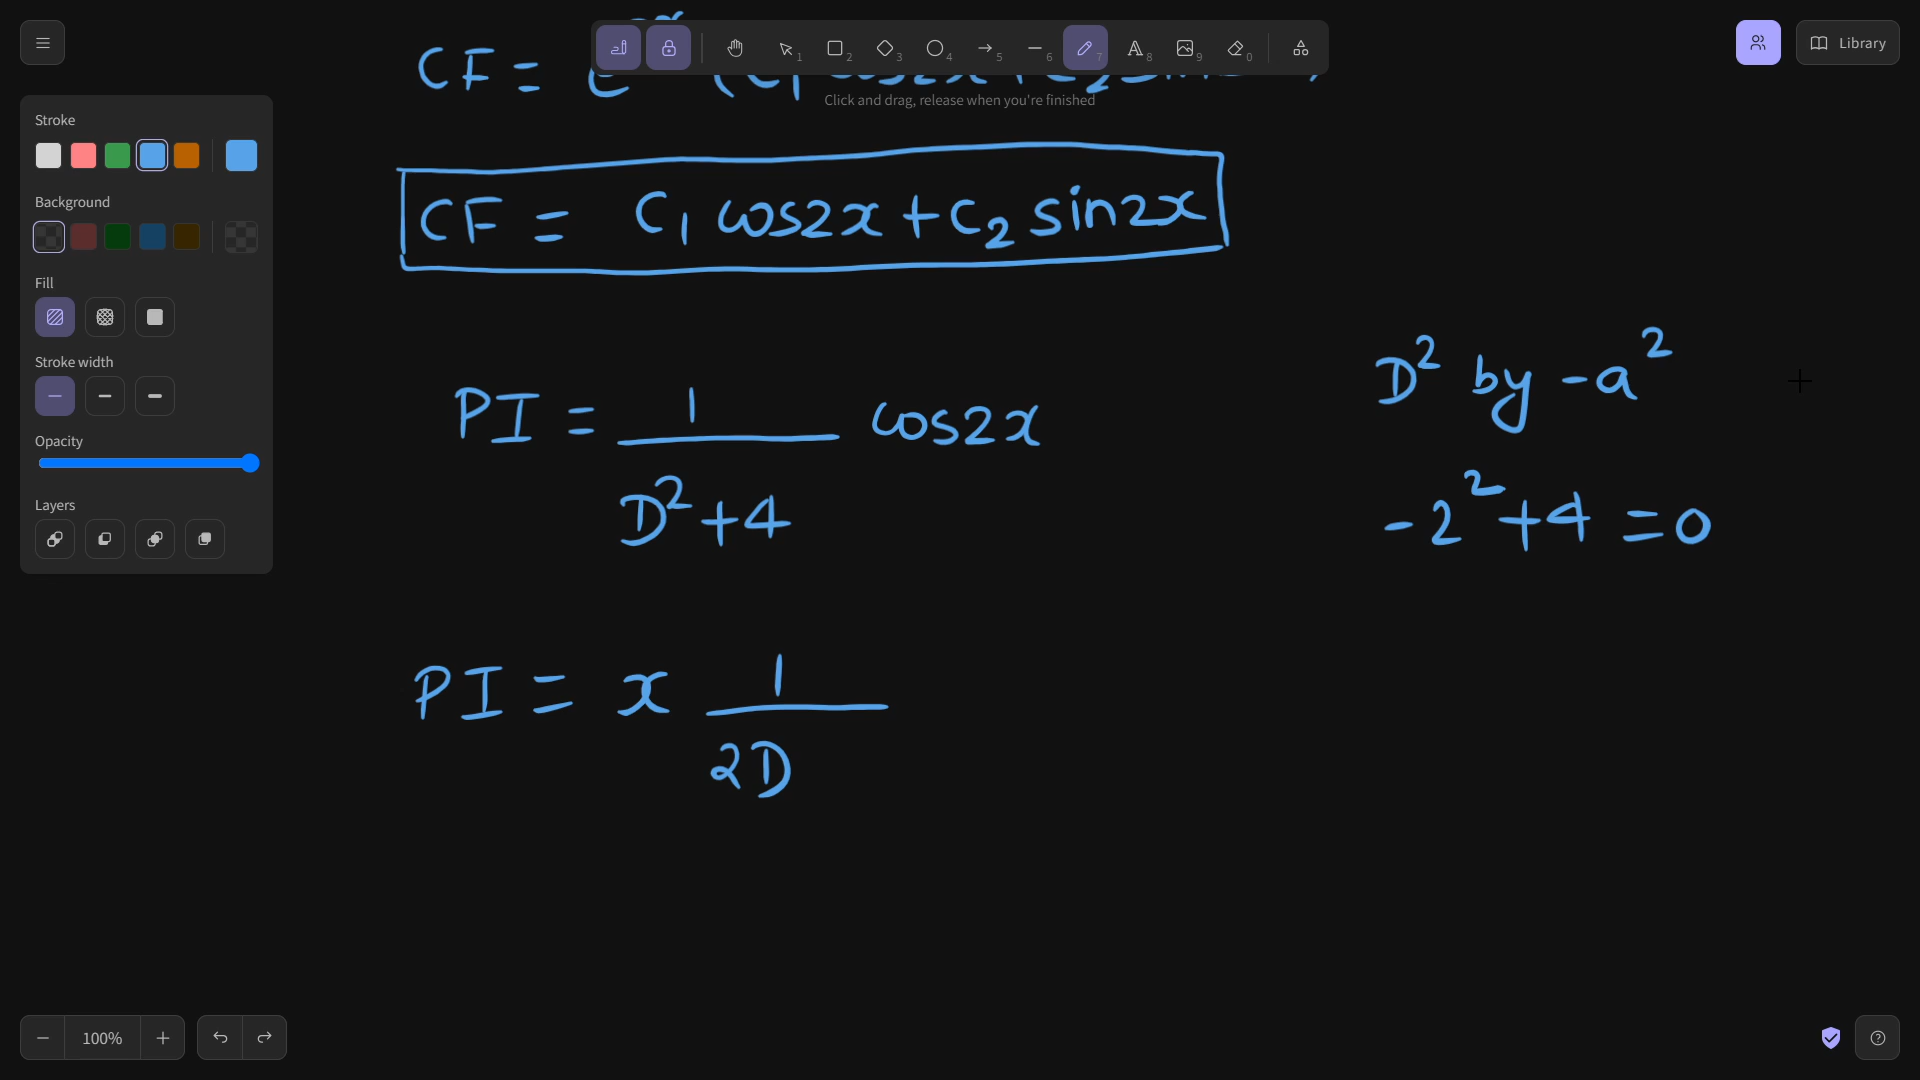 CF =
Library
Click and drag, release when you're finished
Stroke
CF = C₁ cos2x + C₂ sin2x
Background
Fill
Stroke width
D² by -a²
PI = 1/(D²+4) cos2x
Opacity
Layers
-2²+4 = 0
PI = x 1/(2D)
100%